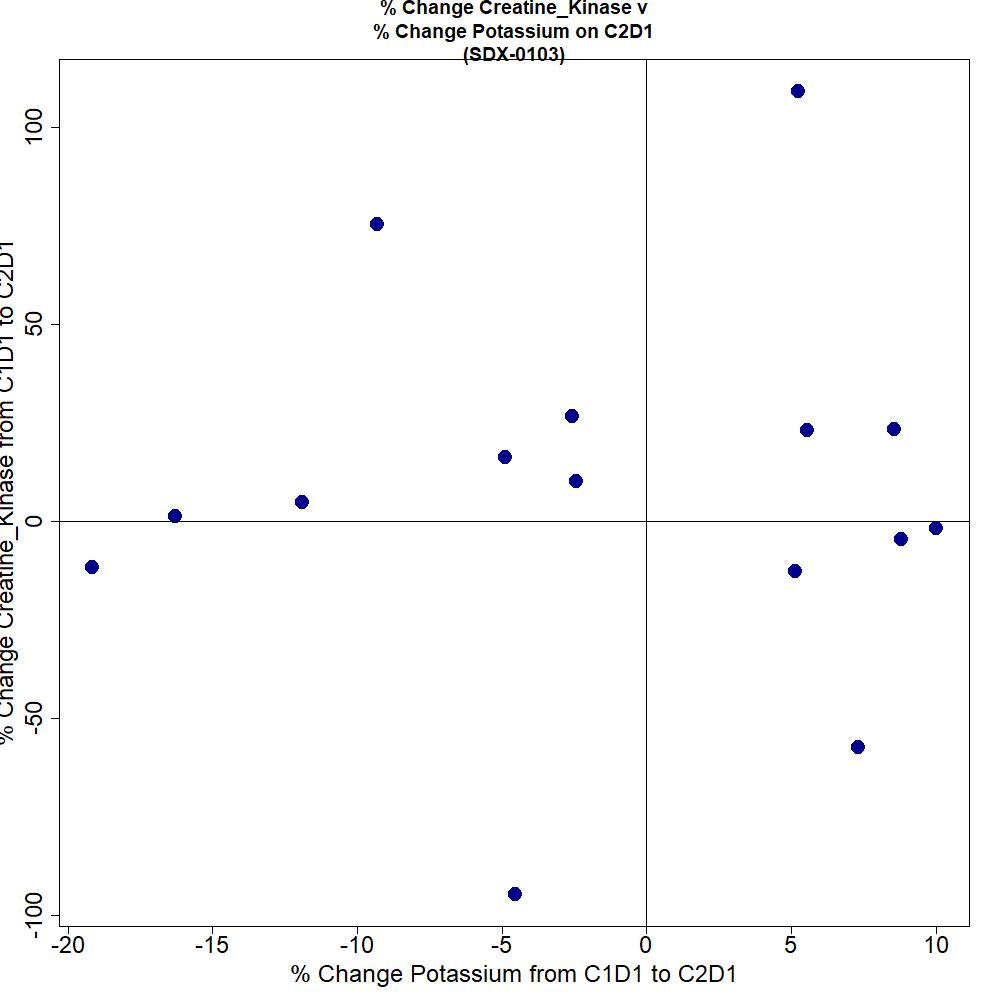 % Change Creatine_Kinase v
% Change Potassium on C2D1
(SDX-0103)
% Change Creatine_Kinase from C1D1 to C2D1
100
50
0
-50
-100
-20 -15 -10 -5 0 5 10
% Change Potassium from C1D1 to C2D1